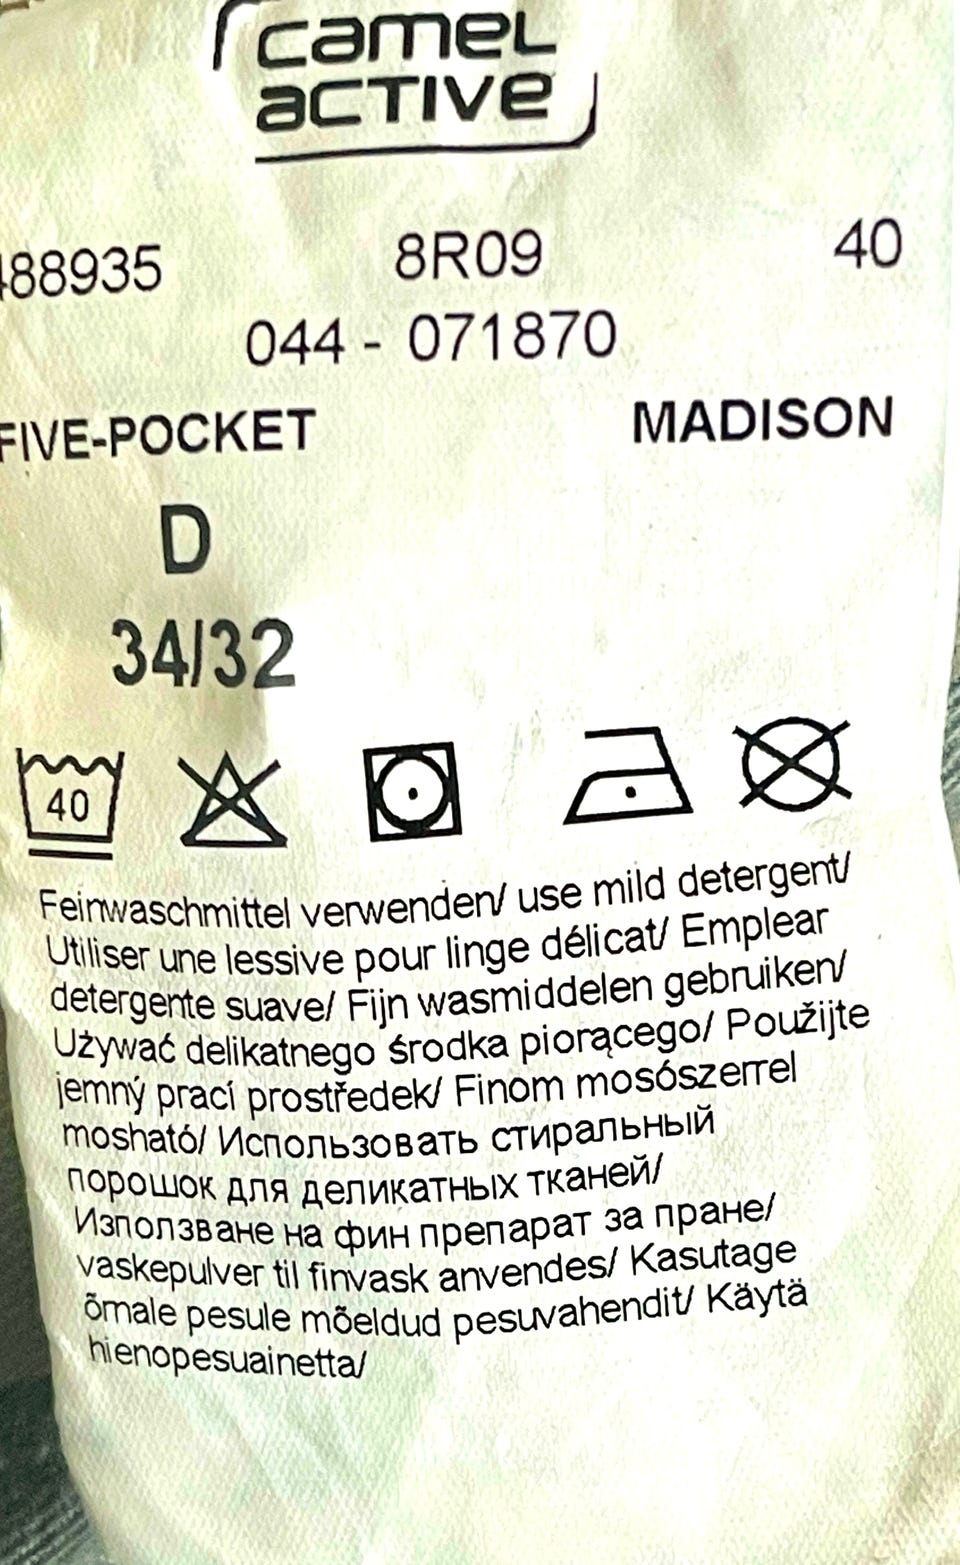 camel
active
488935 8R09 40
044 - 071870
FIVE-POCKET MADISON
D
34/32
40
Feinwaschmittel verwenden/ use mild detergent/
Utiliser une lessive pour linge délicat/ Emplear
detergente suave/ Fijn wasmiddelen gebruiken/
Używać delikatnego środka piorącego/ Použijte
jemný prací prostředek/ Finom mosószerrel
mosható/ Использовать стиральный
порошок для деликатных тканей/
Използване на фин препарат за пране/
vaskepulver til finvask anvendes/ Kasutage
õrnale pesule mõeldud pesuvahendit/ Käytä
hienopesuainetta/